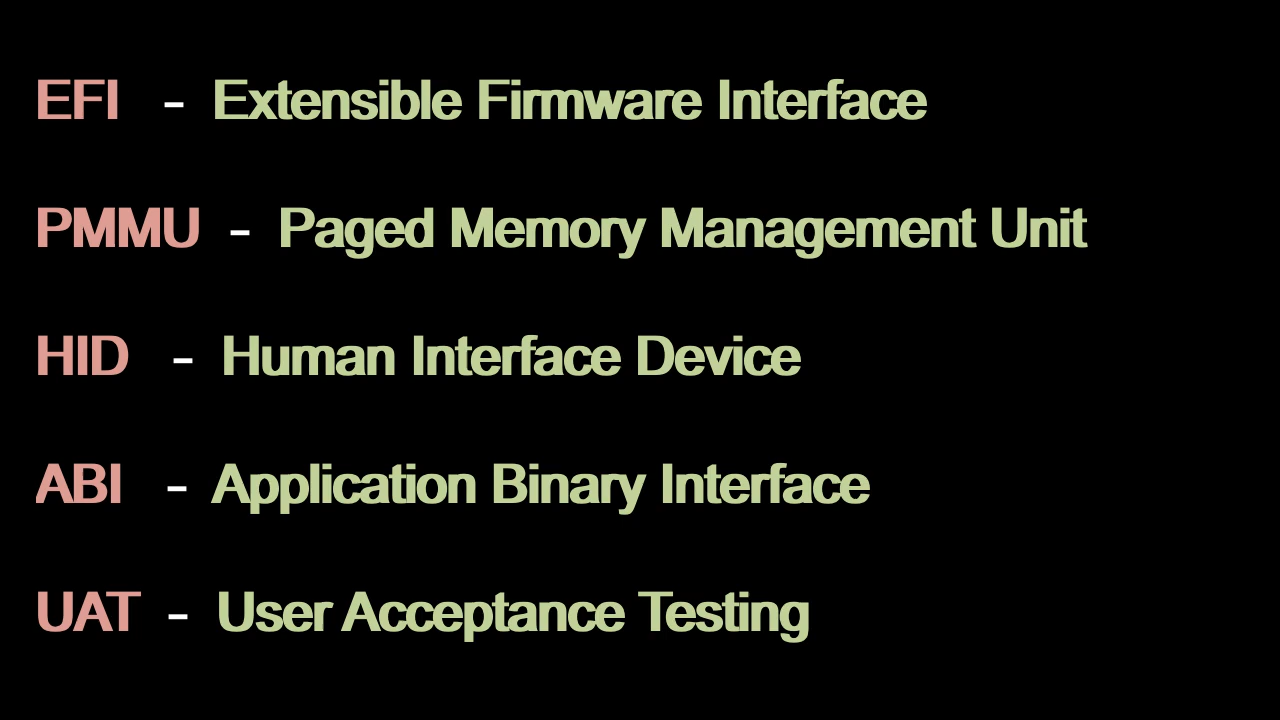 EFI - Extensible Firmware Interface
PMMU - Paged Memory Management Unit
HID - Human Interface Device
ABI - Application Binary Interface
UAT - User Acceptance Testing